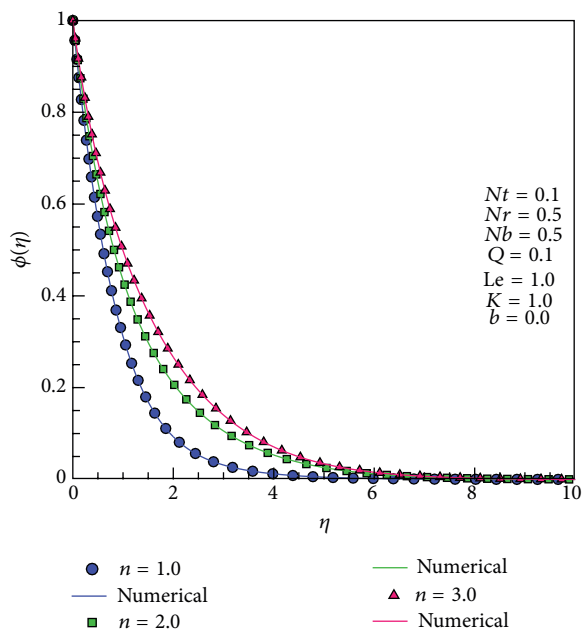 1
0.8
0.6
0.4
0.2
0
ϕ(η)
Nt = 0.1
Nr = 0.5
Nb = 0.5
Q = 0.1
Le = 1.0
K = 1.0
b = 0.0
0 2 4 6 8 10
η
n = 1.0
Numerical
n = 2.0
Numerical
n = 3.0
Numerical